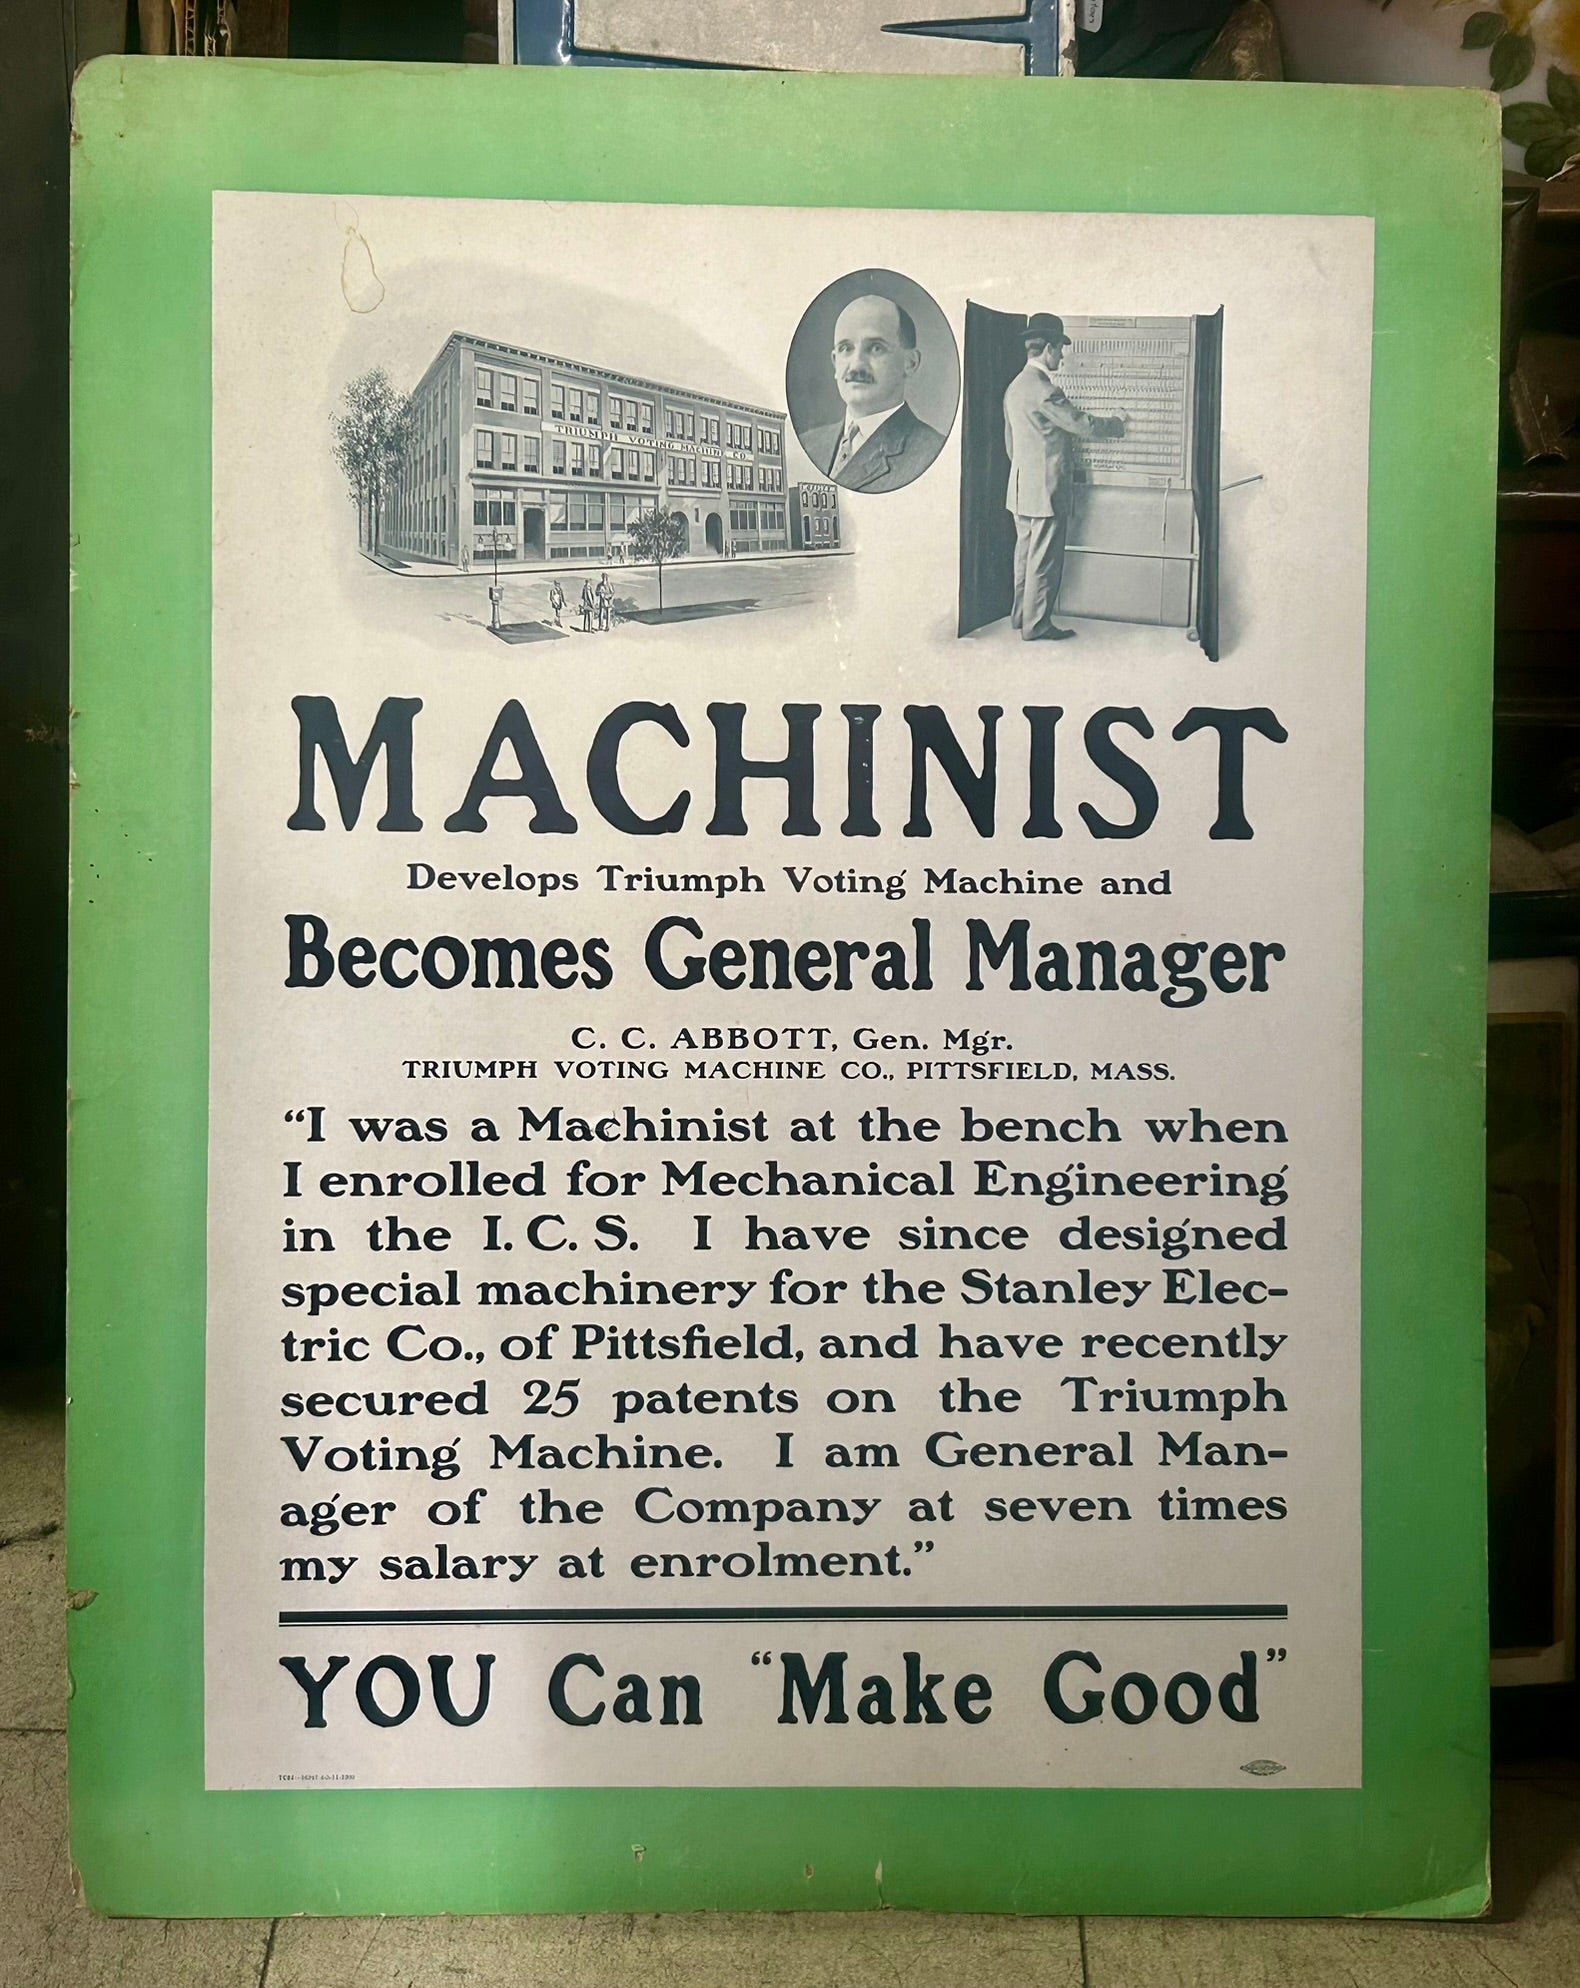 TRIUMPH VOTING MACHINE CO.
MACHINIST
Develops Triumph Voting Machine and
Becomes General Manager
C. C. ABBOTT, Gen. Mgr.
TRIUMPH VOTING MACHINE CO., PITTSFIELD, MASS.
“I was a Machinist at the bench when
I enrolled for Mechanical Engineering
in the I. C. S. I have since designed
special machinery for the Stanley Elec-
tric Co., of Pittsfield, and have recently
secured 25 patents on the Triumph
Voting Machine. I am General Man-
ager of the Company at seven times
my salary at enrolment.”
YOU Can “Make Good”